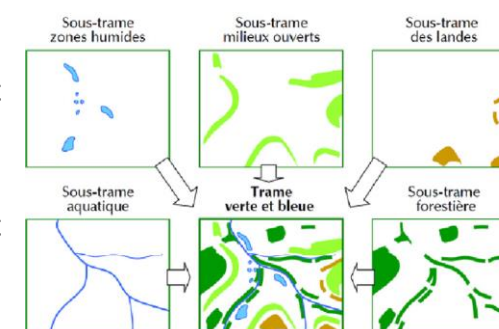 Sous-trame
zones humides
Sous-trame
milieux ouverts
Sous-trame
des landes
Sous-trame
aquatique
Trame
verte et bleue
Sous-trame
forestière